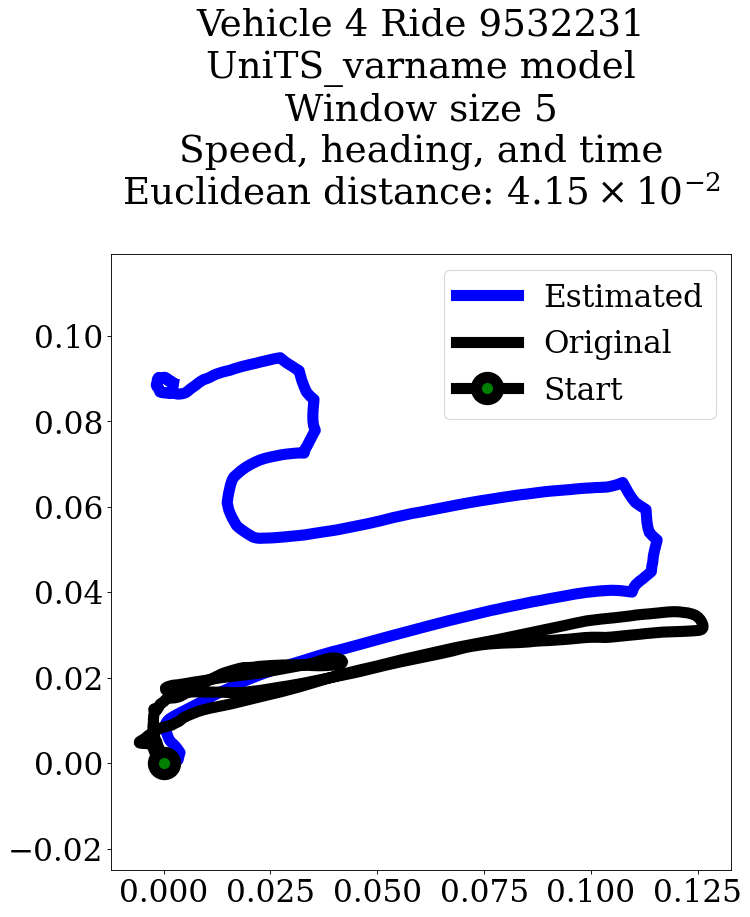 Vehicle 4 Ride 9532231
UniTS_varname model
Window size 5
Speed, heading, and time
Euclidean distance: 4.15 × 10⁻²
Estimated
Original
Start
0.10
0.08
0.06
0.04
0.02
0.00
−0.02
0.000 0.025 0.050 0.075 0.100 0.125